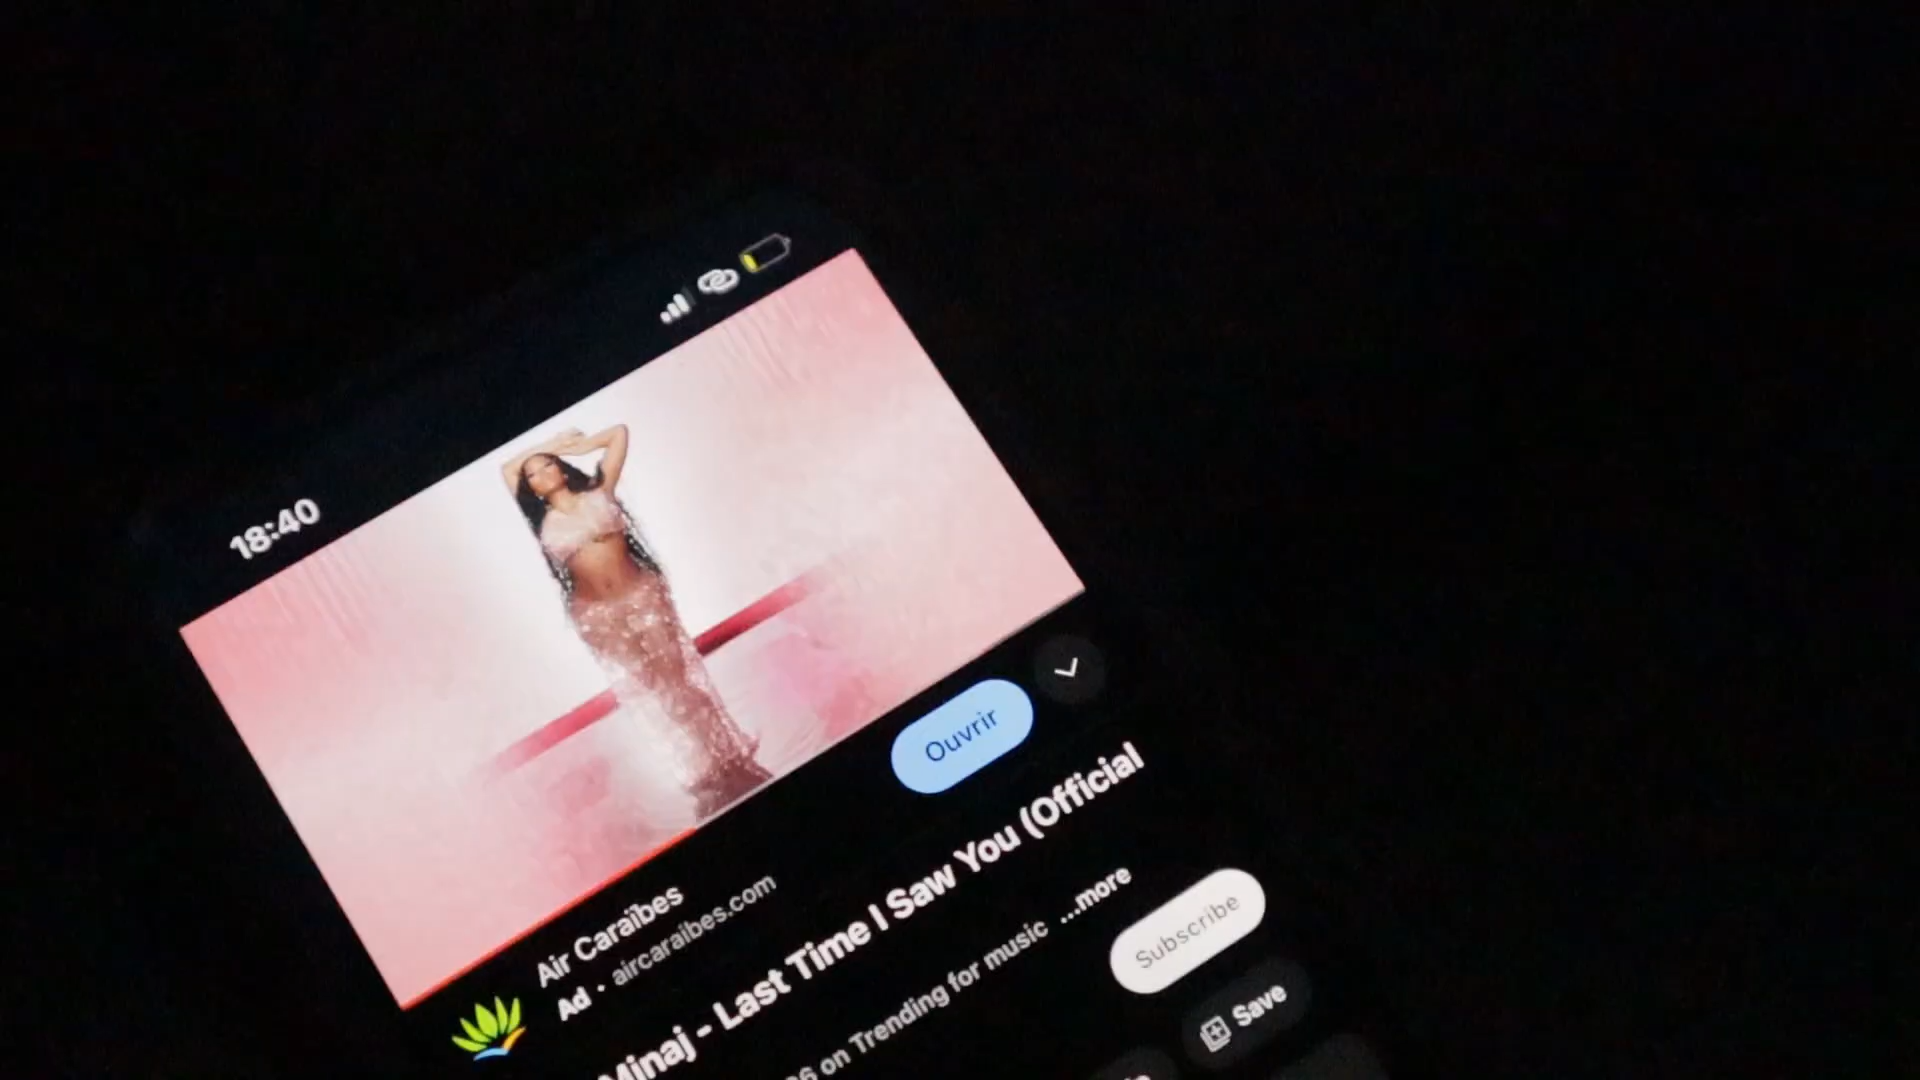 18:40
Ouvrir
Air Caraïbes
Ad · aircaraibes.com
Minaj - Last Time I Saw You (Official
on Trending for music ...more
Subscribe
Save